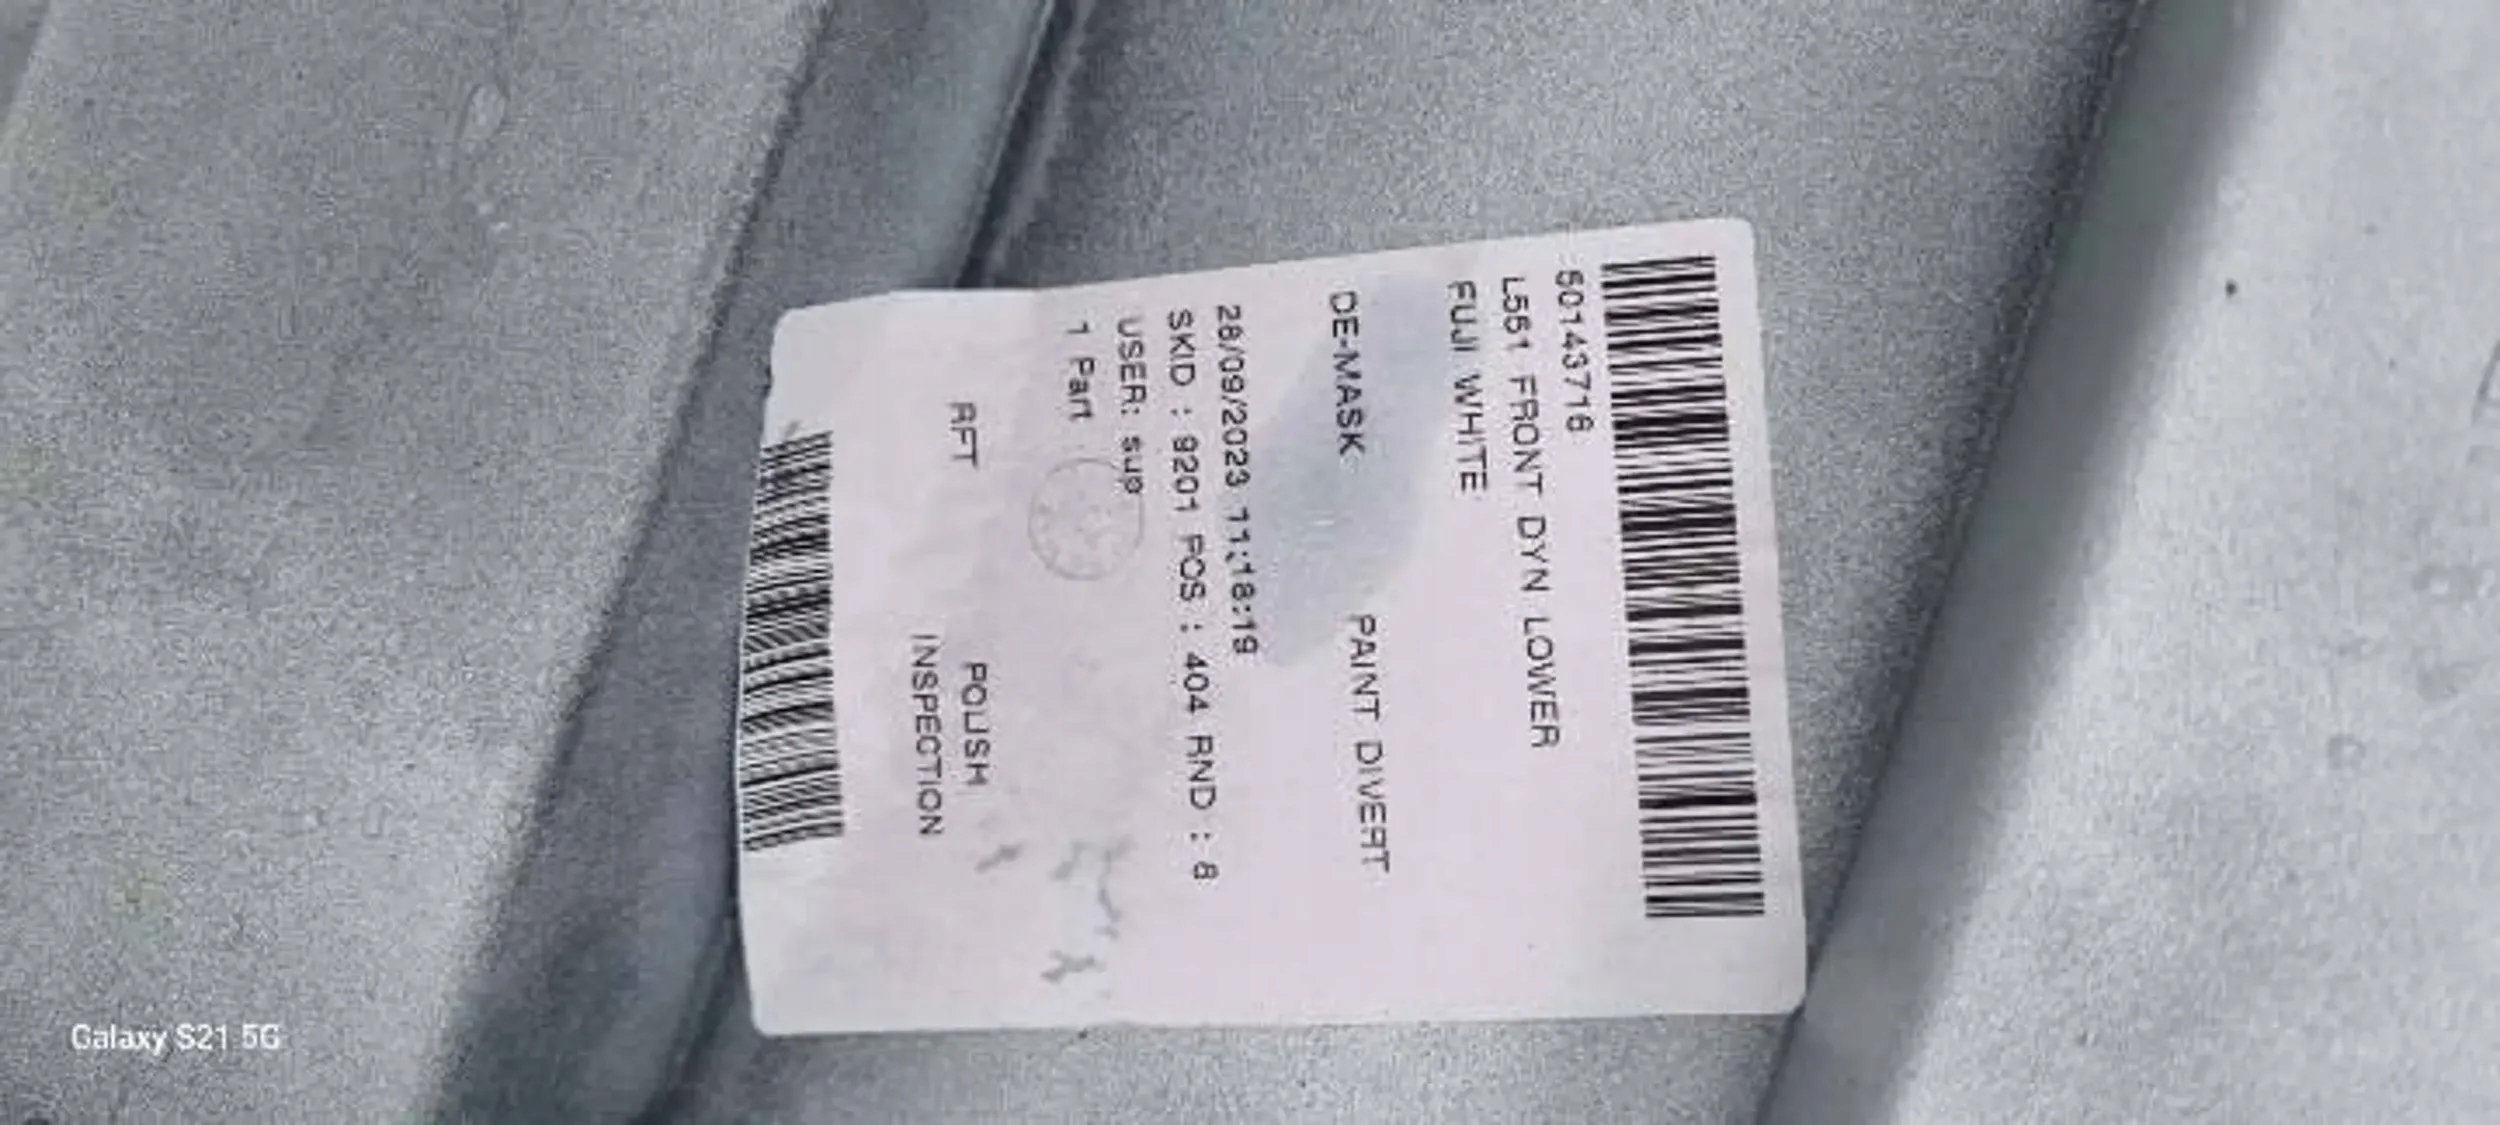 50143716
L551 FRONT DYN LOWER
FUJI WHITE
DE-MASK PAINT DIVERT
28/09/2023 11:18:19
SKID : 9201 POS : 404 RND : 8
USER: sup
1 Part
RFT POLISH
INSPECTION
Galaxy S21 5G